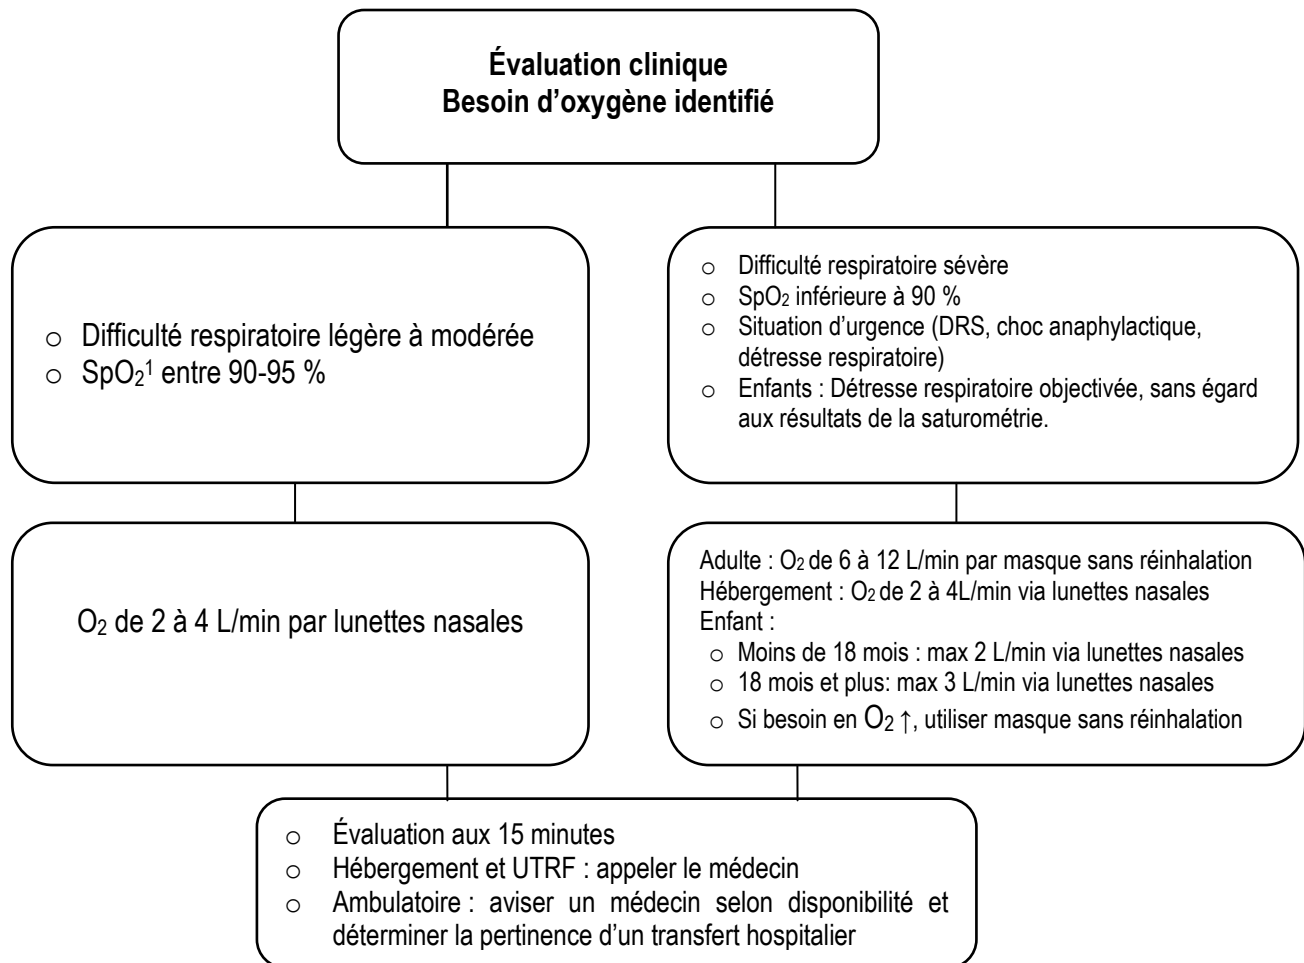 Évaluation clinique
Besoin d’oxygène identifié
o Difficulté respiratoire légère à modérée
o SpO₂¹ entre 90-95 %
o Difficulté respiratoire sévère
o SpO₂ inférieure à 90 %
o Situation d’urgence (DRS, choc anaphylactique,
détresse respiratoire)
o Enfants : Détresse respiratoire objectivée, sans égard
aux résultats de la saturométrie.
O₂ de 2 à 4 L/min par lunettes nasales
Adulte : O₂ de 6 à 12 L/min par masque sans réinhalation
Hébergement : O₂ de 2 à 4L/min via lunettes nasales
Enfant :
o Moins de 18 mois : max 2 L/min via lunettes nasales
o 18 mois et plus: max 3 L/min via lunettes nasales
o Si besoin en O₂ ↑, utiliser masque sans réinhalation
o Évaluation aux 15 minutes
o Hébergement et UTRF : appeler le médecin
o Ambulatoire : aviser un médecin selon disponibilité et
déterminer la pertinence d’un transfert hospitalier